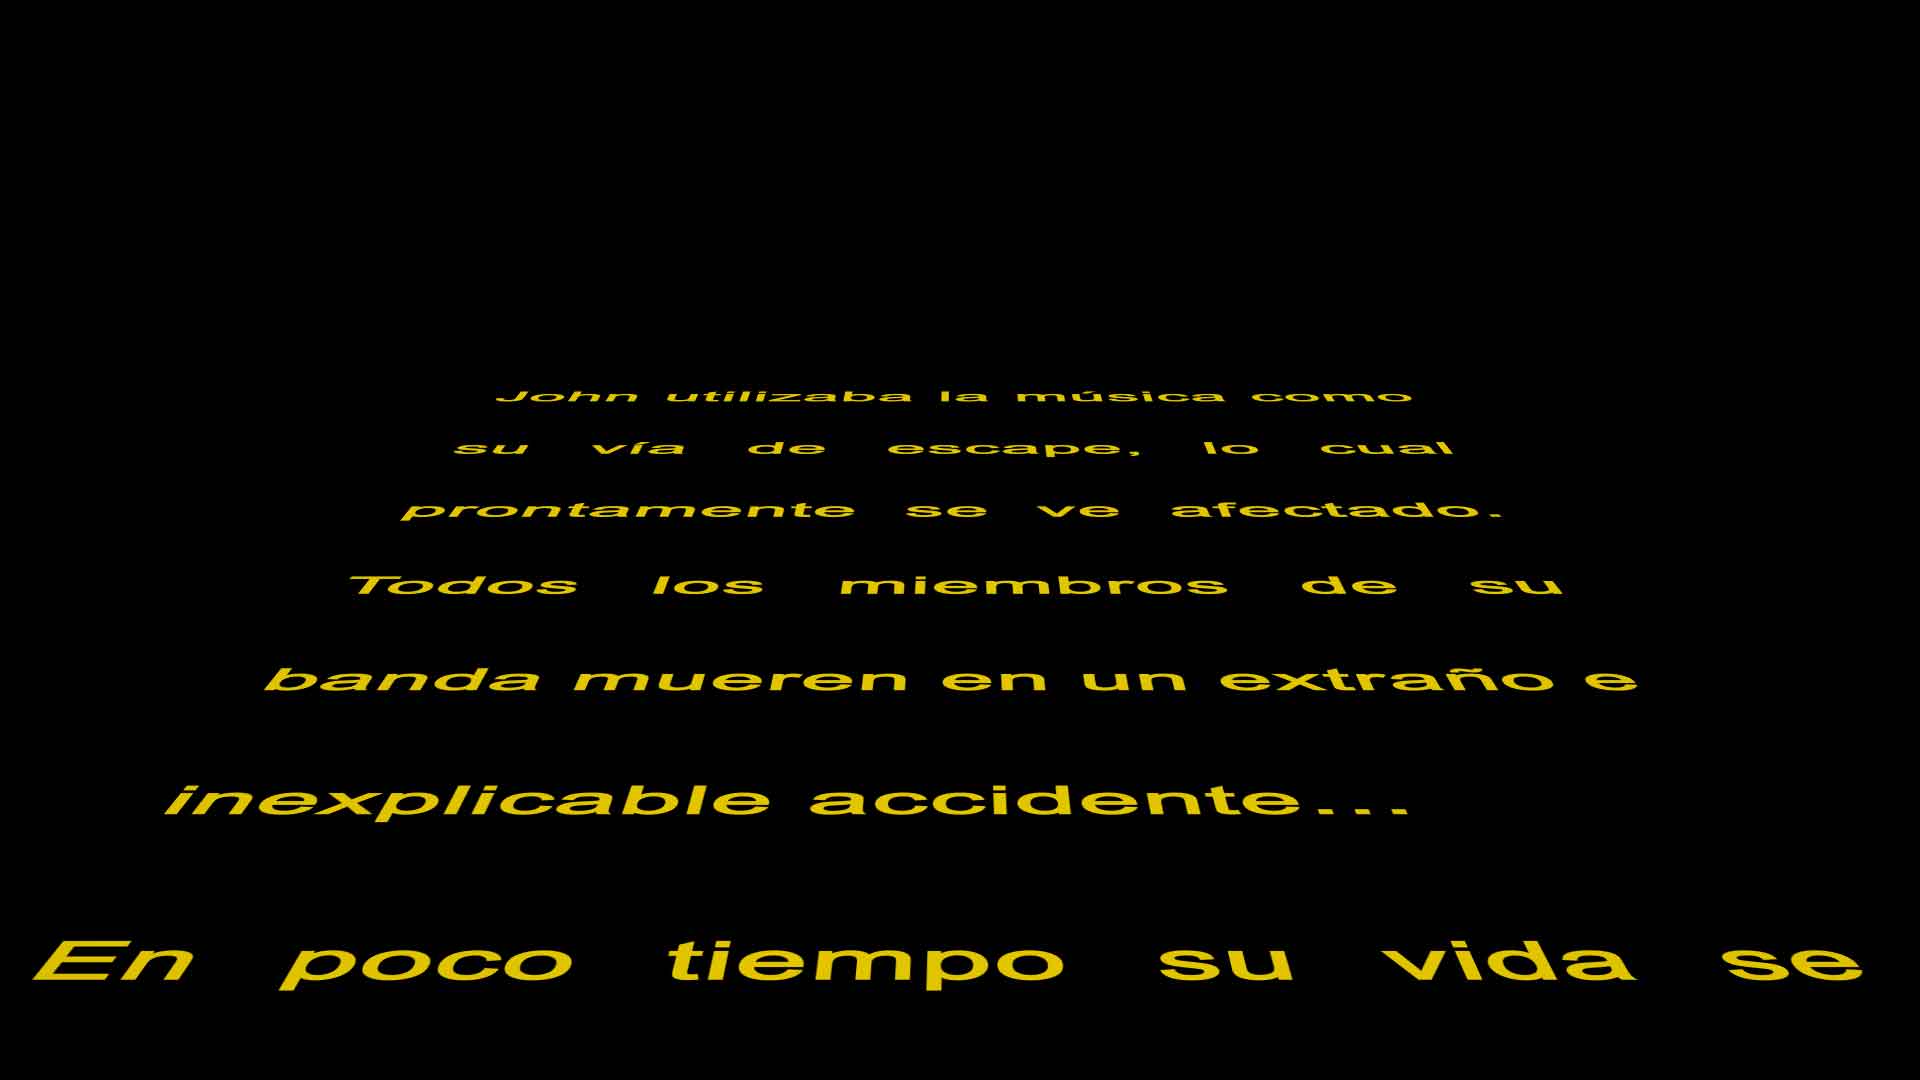 John utilizaba la música como
su vía de escape, lo cual
prontamente se ve afectado.
Todos los miembros de su
banda mueren en un extraño e
inexplicable accidente...
En poco tiempo su vida se